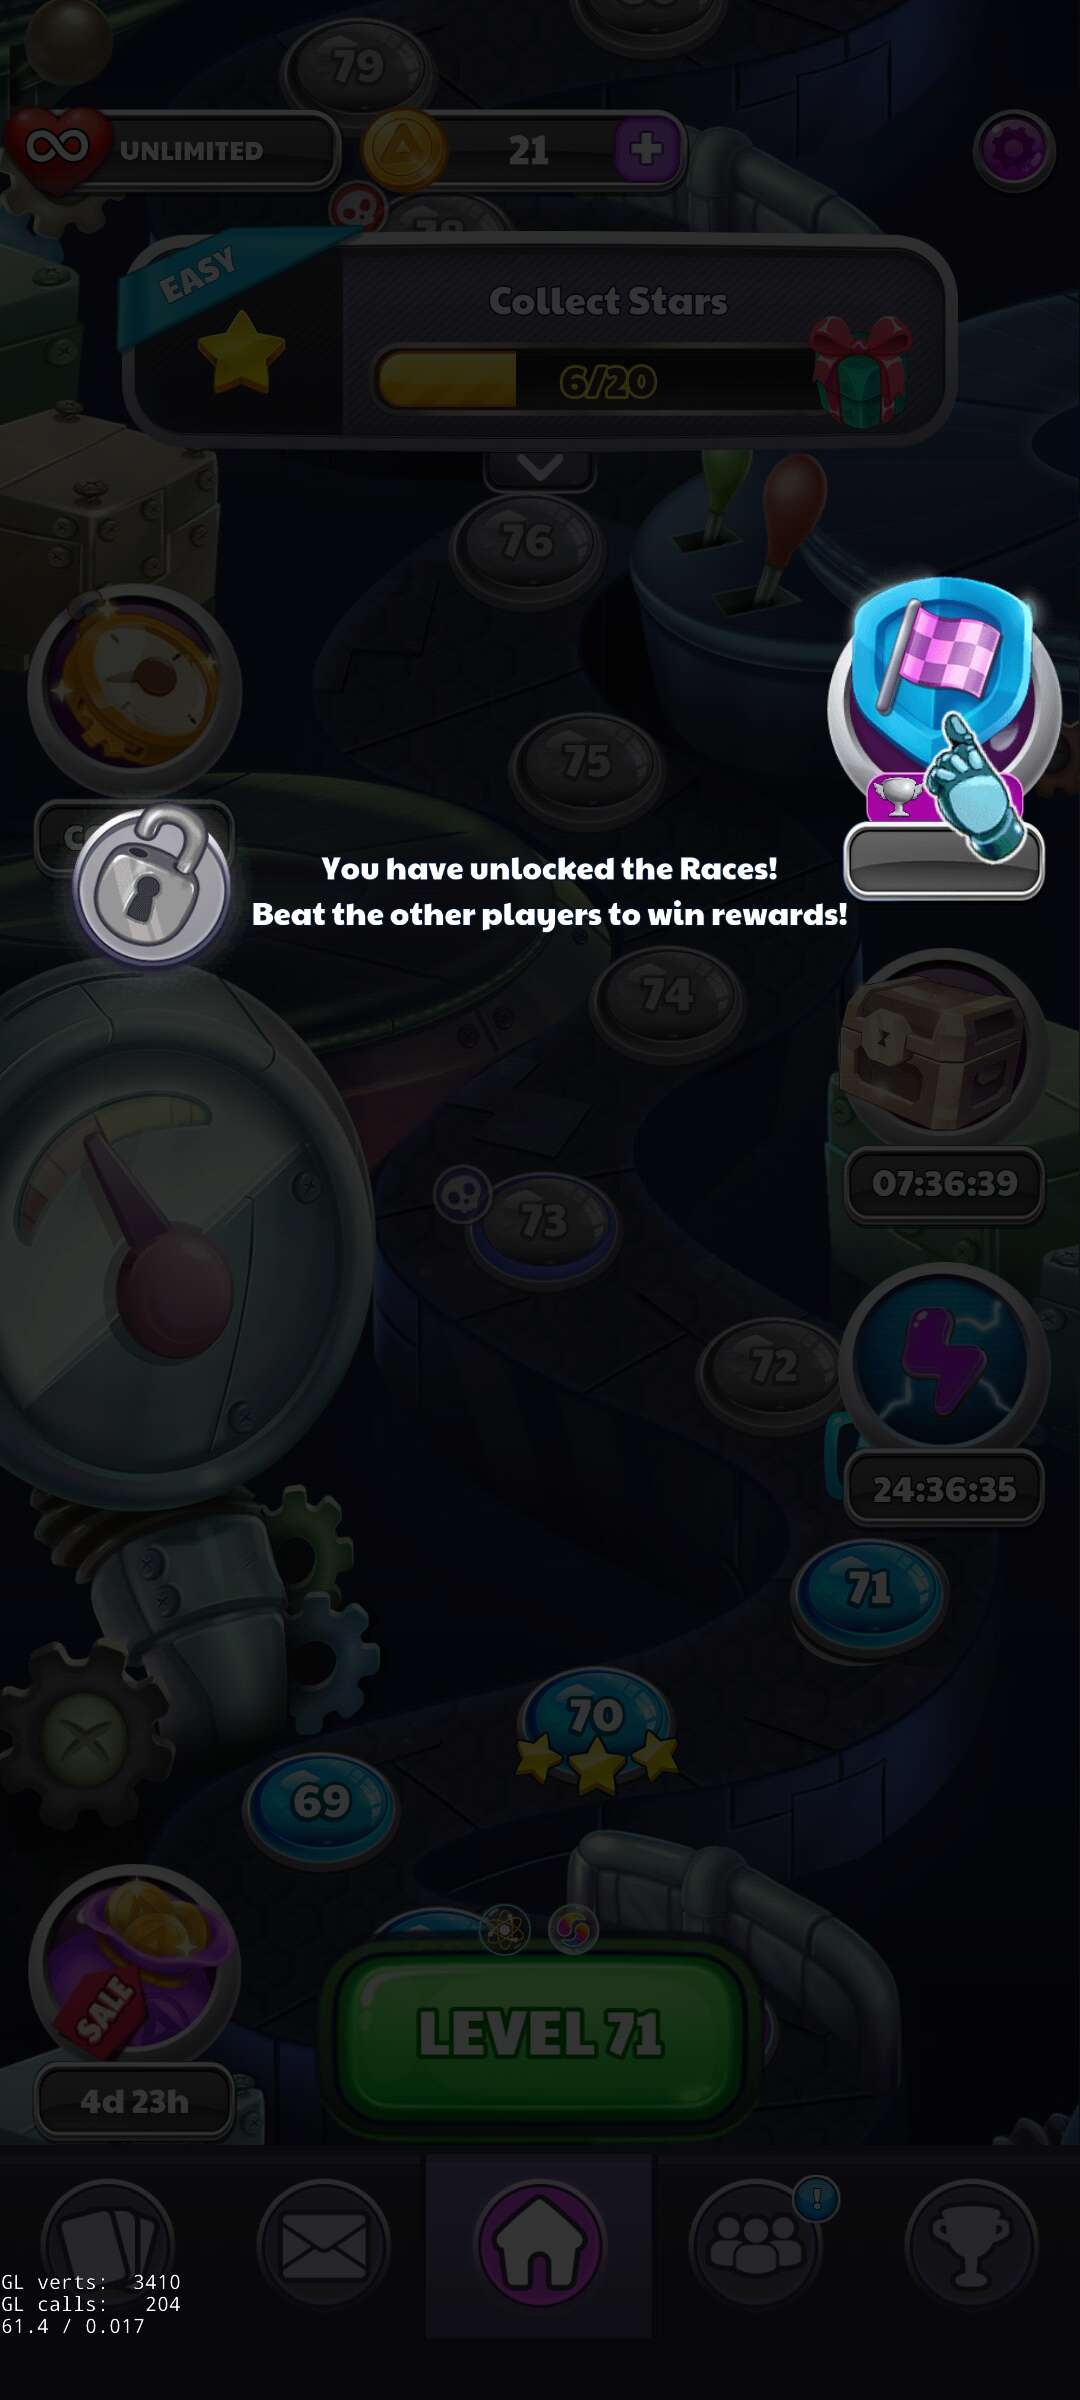 79
UNLIMITED
21
78
EASY
Collect Stars
6/20
76
75
You have unlocked the Races!
Beat the other players to win rewards!
74
07:36:39
73
72
24:36:35
71
70
69
SALE
LEVEL 71
4d 23h
!
GL verts: 3410
GL calls: 204
61.4 / 0.017